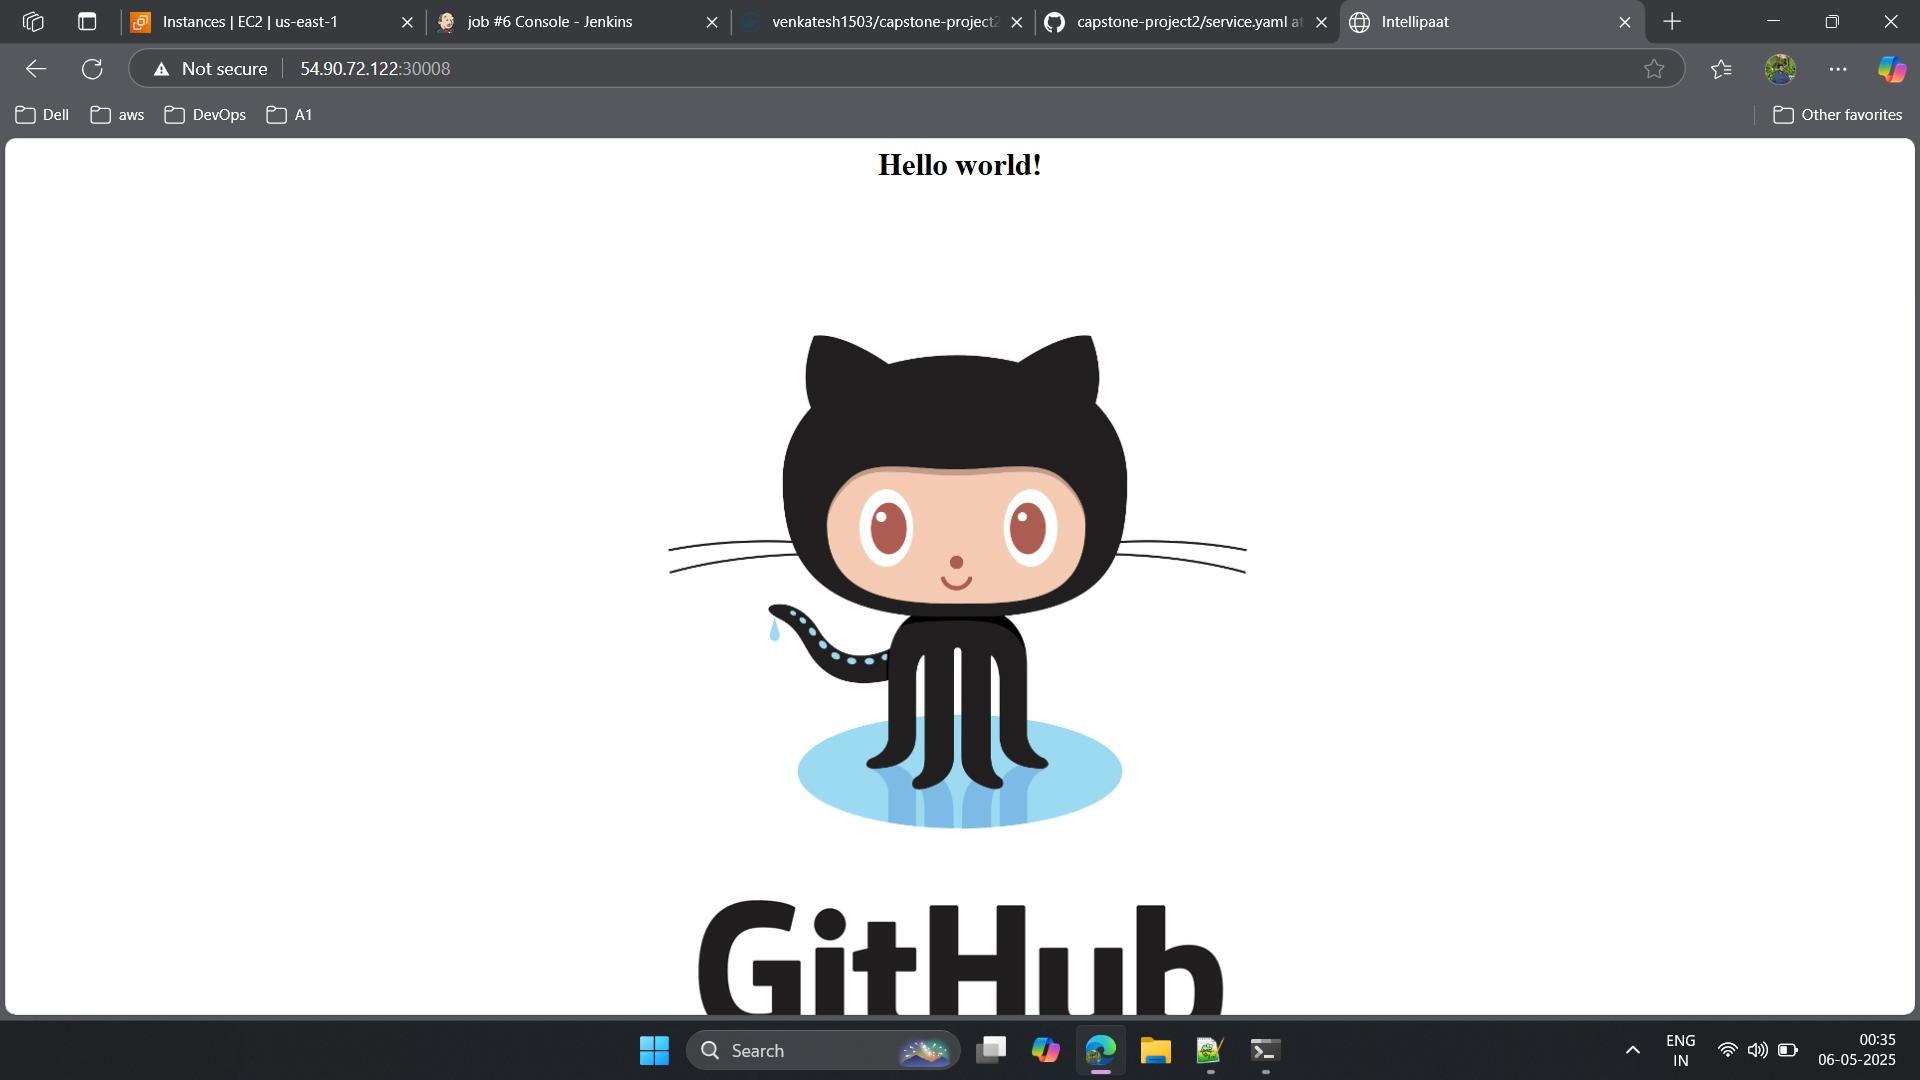 Instances | EC2 | us-east-1
job #6 Console - Jenkins
venkatesh1503/capstone-project2
capstone-project2/service.yaml at
Intellipaat
Not secure
54.90.72.122:30008
Dell
aws
DevOps
A1
Other favorites
Hello world!
GitHub
Search
ENG
IN
00:35
06-05-2025